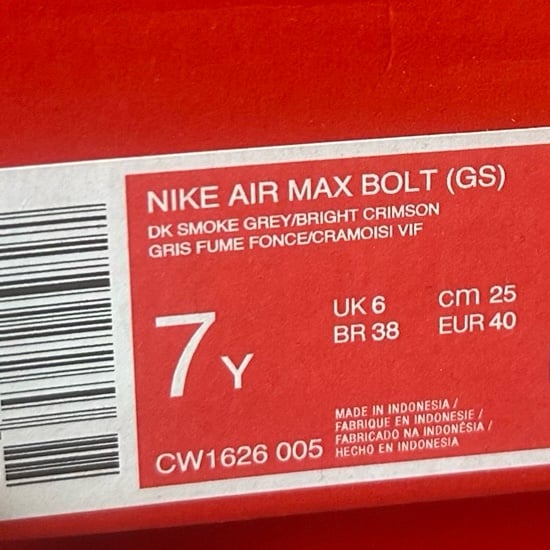 NIKE AIR MAX BOLT (GS)
DK SMOKE GREY/BRIGHT CRIMSON
GRIS FUME FONCE/CRAMOISI VIF
7 Y
UK 6 cm 25
BR 38 EUR 40
CW1626 005
MADE IN INDONESIA /
FABRIQUE EN INDONESIE /
FABRICADO NA INDONÉSIA /
HECHO EN INDONESIA